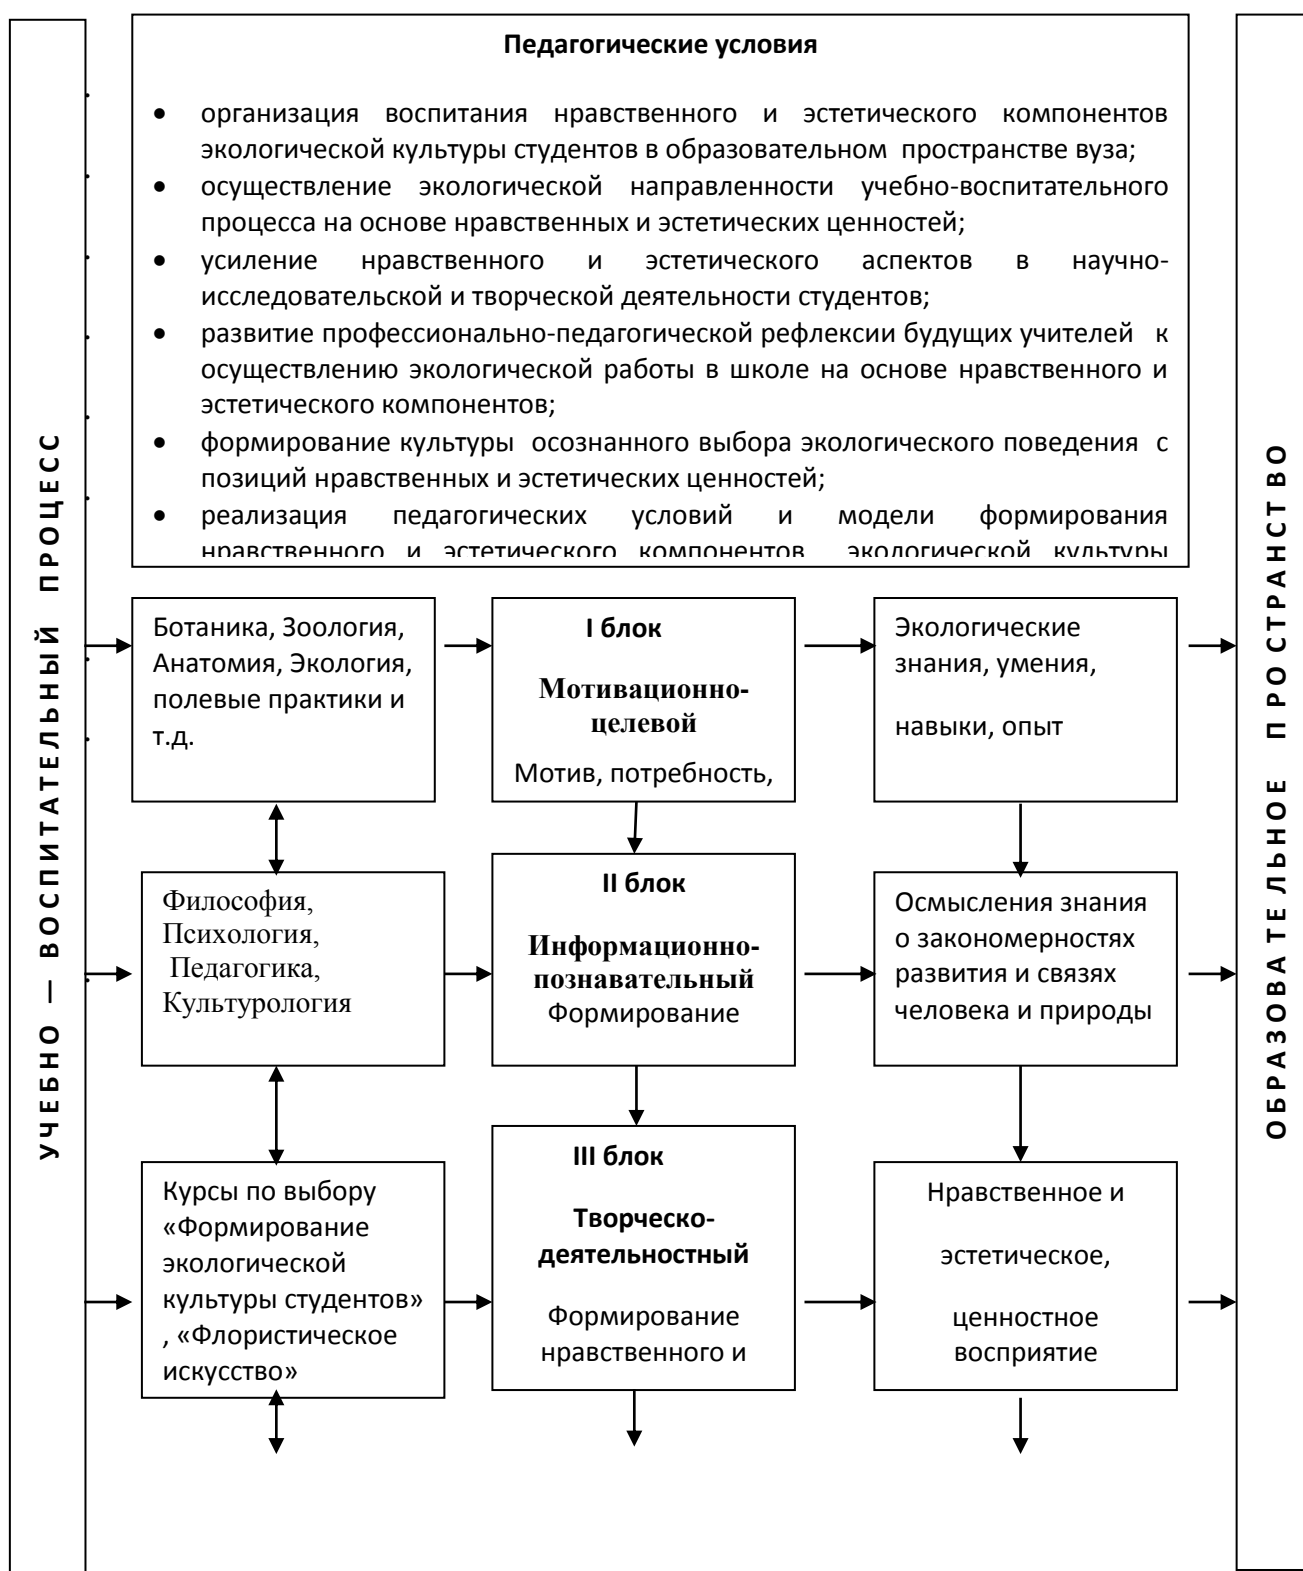 УЧЕБНО – ВОСПИТАТЕЛЬНЫЙ ПРОЦЕСС
Педагогические условия
• организация воспитания нравственного и эстетического компонентов
экологической культуры студентов в образовательном пространстве вуза;
• осуществление экологической направленности учебно-воспитательного
процесса на основе нравственных и эстетических ценностей;
• усиление нравственного и эстетического аспектов в научно-
исследовательской и творческой деятельности студентов;
• развитие профессионально-педагогической рефлексии будущих учителей к
осуществлению экологической работы в школе на основе нравственного и
эстетического компонентов;
• формирование культуры осознанного выбора экологического поведения с
позиций нравственных и эстетических ценностей;
• реализация педагогических условий и модели формирования
нравственного и эстетического компонентов экологической культуры
Ботаника, Зоология,
Анатомия, Экология,
полевые практики и
т.д.
I блок
Мотивационно-
целевой
Мотив, потребность,
Экологические
знания, умения,
навыки, опыт
Философия,
Психология,
Педагогика,
Культурология
II блок
Информационно-
познавательный
Формирование
Осмысления знания
о закономерностях
развития и связях
человека и природы
Курсы по выбору
«Формирование
экологической
культуры студентов»
, «Флористическое
искусство»
III блок
Творческо-
деятельностный
Формирование
нравственного и
Нравственное и
эстетическое,
ценностное
восприятие
ОБРАЗОВАТЕЛЬНОЕ ПРОСТРАНСТВО